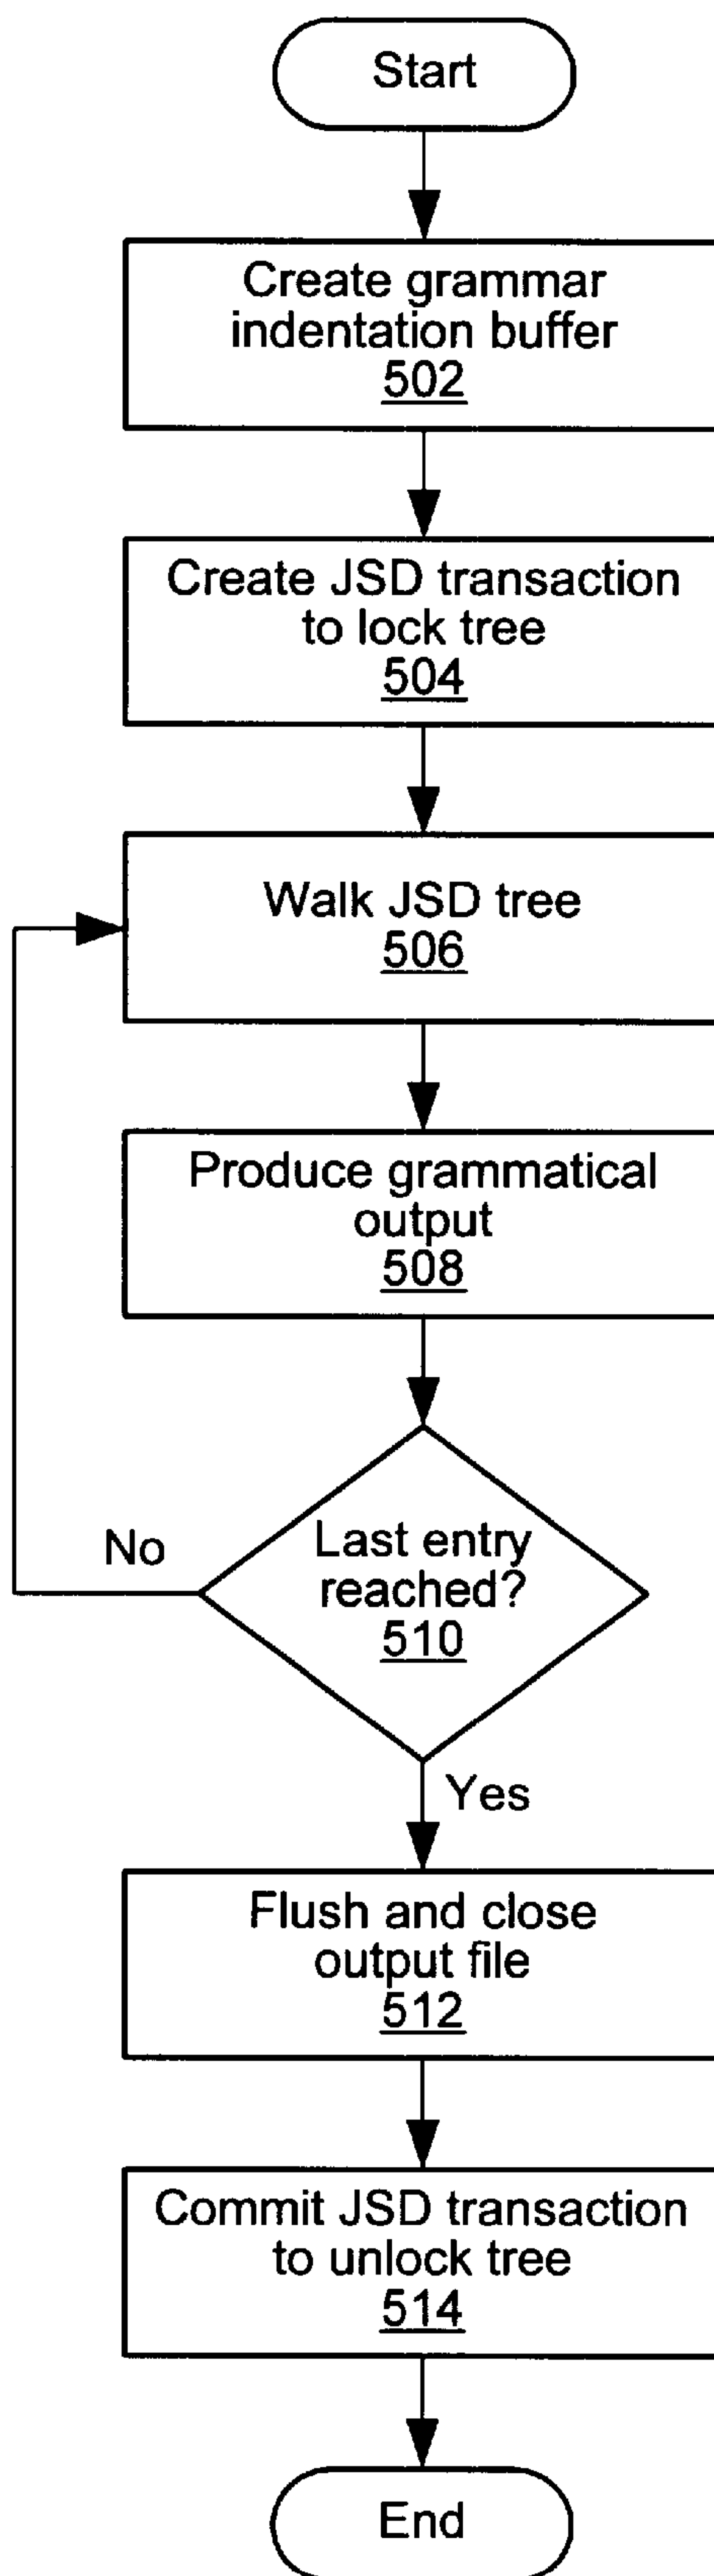 Start
Create grammar
indentation buffer
502
Create JSD transaction
to lock tree
504
Walk JSD tree
506
Produce grammatical
output
508
No
Last entry
reached?
510
Yes
Flush and close
output file
512
Commit JSD transaction
to unlock tree
514
End